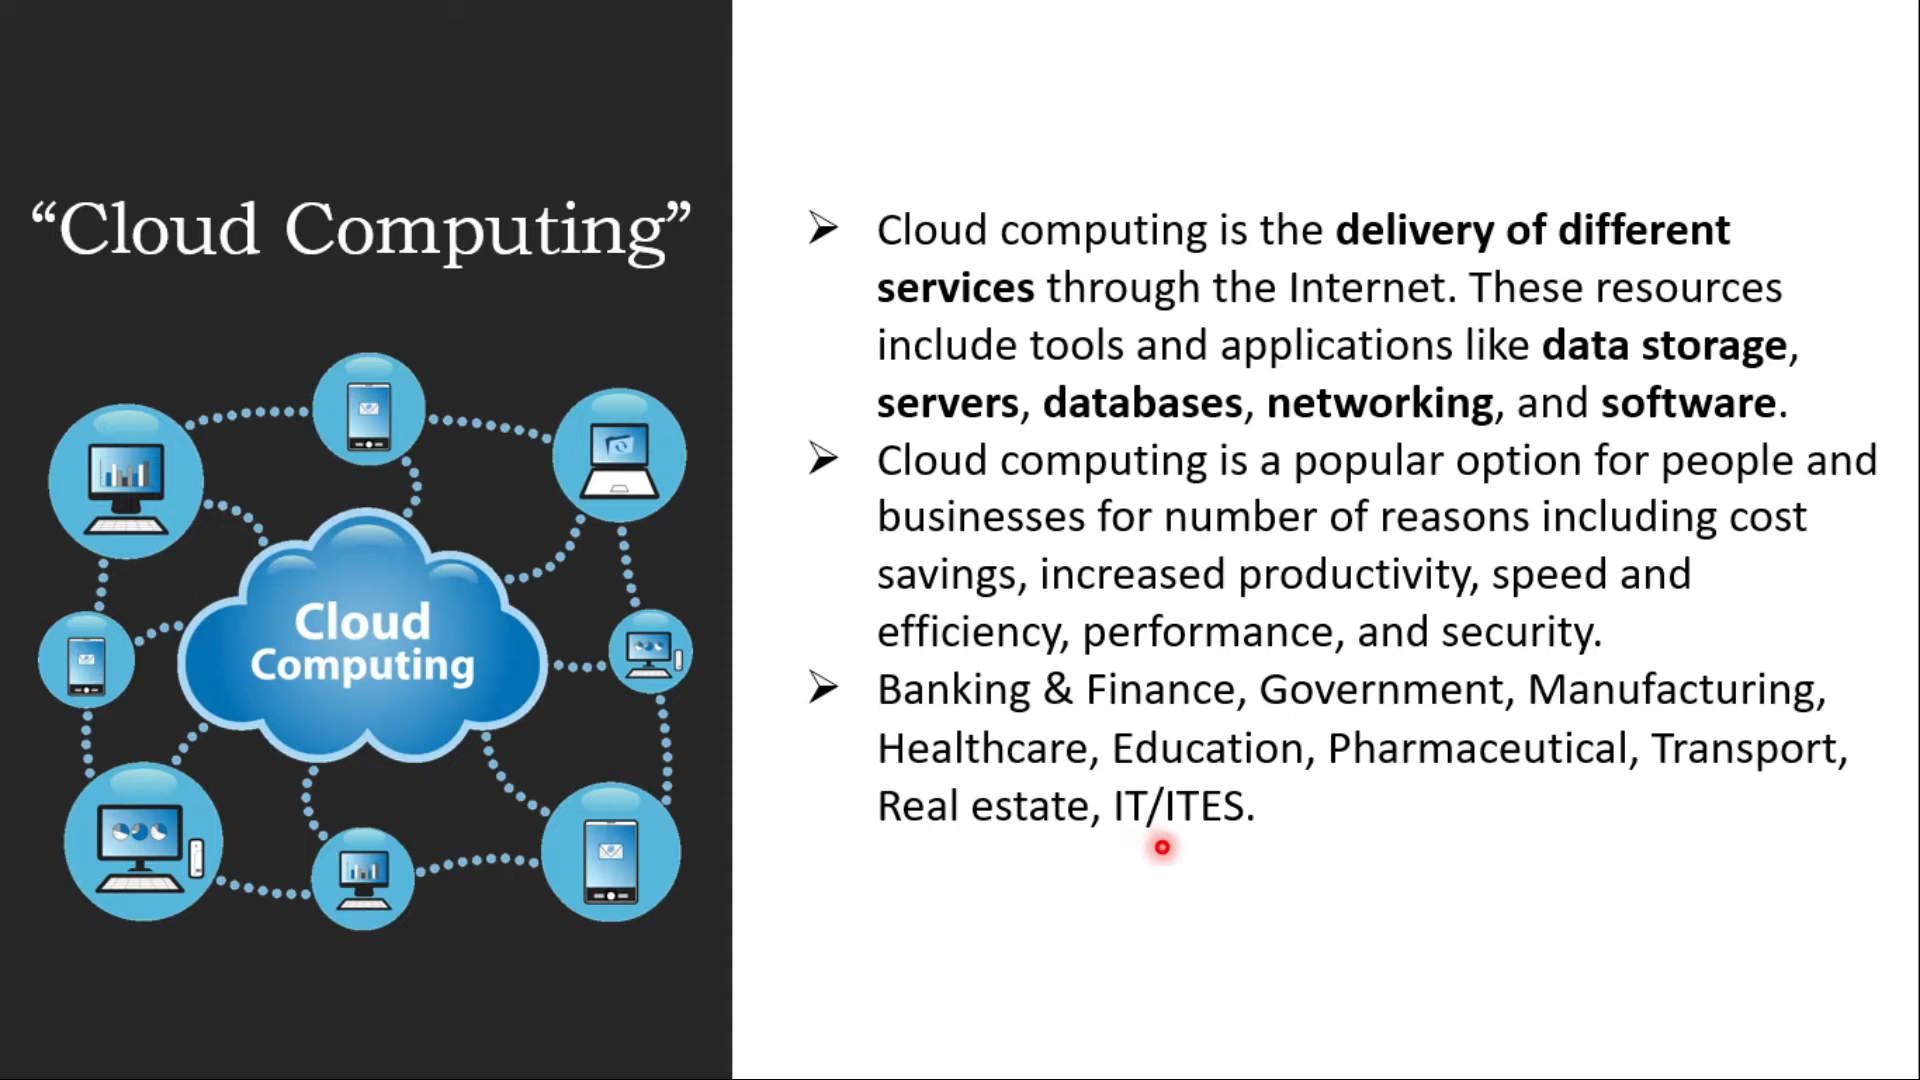 “Cloud Computing”
Cloud
Computing
➢ Cloud computing is the delivery of different
services through the Internet. These resources
include tools and applications like data storage,
servers, databases, networking, and software.
➢ Cloud computing is a popular option for people and
businesses for number of reasons including cost
savings, increased productivity, speed and
efficiency, performance, and security.
➢ Banking & Finance, Government, Manufacturing,
Healthcare, Education, Pharmaceutical, Transport,
Real estate, IT/ITES.